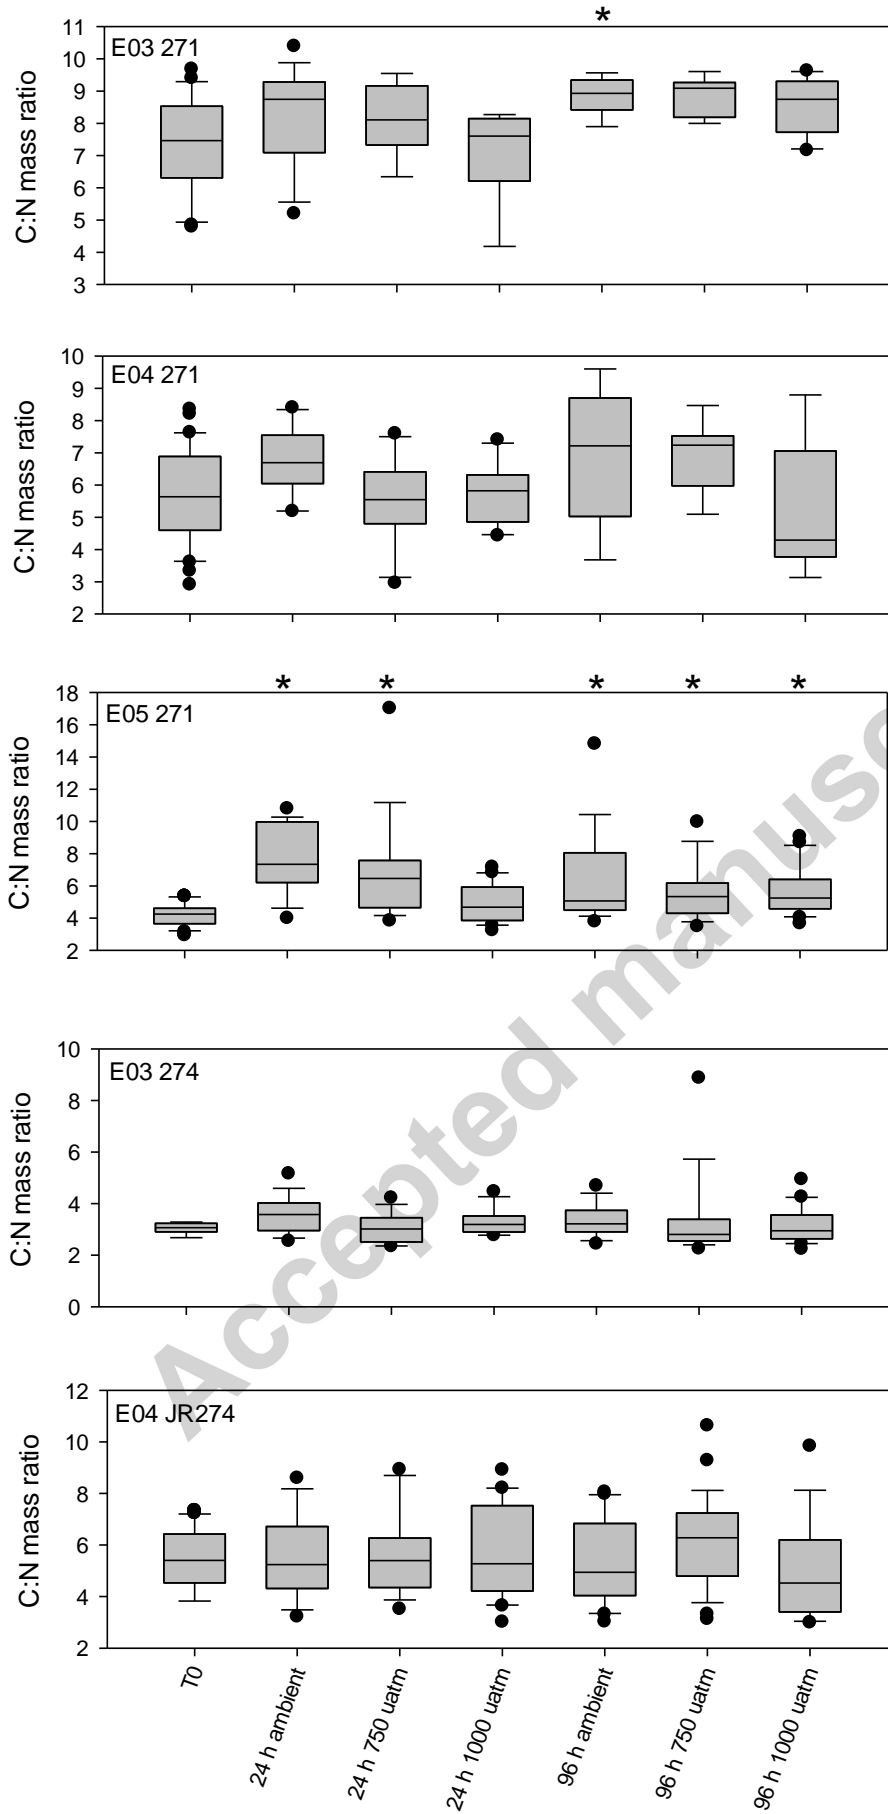 *
11
E03 271
10
9
8
7
6
5
4
3
C:N mass ratio
10
E04 271
9
8
7
6
5
4
3
2
C:N mass ratio
* * * * *
18
E05 271
16
14
12
10
8
6
4
2
C:N mass ratio
10
E03 274
8
6
4
2
0
C:N mass ratio
12
E04 JR274
10
8
6
4
2
C:N mass ratio
T0
24 h ambient
24 h 750 uatm
24 h 1000 uatm
96 h ambient
96 h 750 uatm
96 h 1000 uatm
Accepted manusc